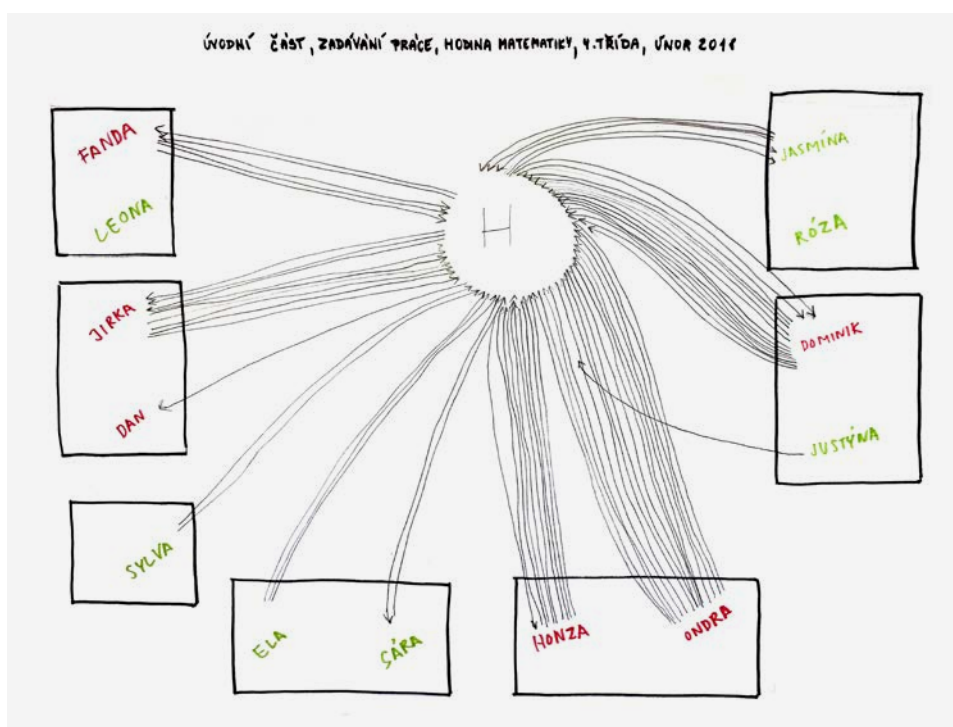 ÚVODNÍ ČÁST, ZADÁVÁNÍ PRÁCE, HODINA MATEMATIKY, 4.TŘÍDA, ÚNOR 2018
FANDA
LEONA
JIRKA
DAN
SYLVA
ELA
SÁRA
HONZA
ONDRA
H
JASMÍNA
RÓZA
DOMINIK
JUSTÝNA